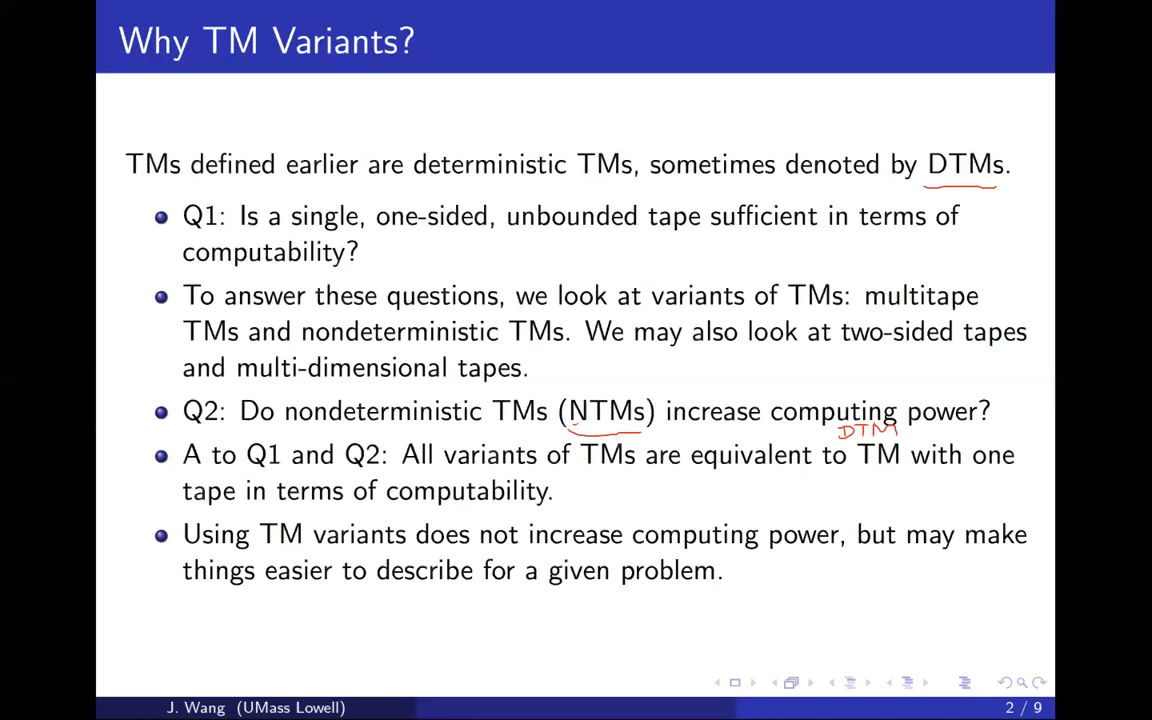 Why TM Variants?
TMs defined earlier are deterministic TMs, sometimes denoted by DTMs.
Q1: Is a single, one-sided, unbounded tape sufficient in terms of
computability?
To answer these questions, we look at variants of TMs: multitape
TMs and nondeterministic TMs. We may also look at two-sided tapes
and multi-dimensional tapes.
Q2: Do nondeterministic TMs (NTMs) increase computing power?
DTM
A to Q1 and Q2: All variants of TMs are equivalent to TM with one
tape in terms of computability.
Using TM variants does not increase computing power, but may make
things easier to describe for a given problem.
J. Wang (UMass Lowell)
2 / 9